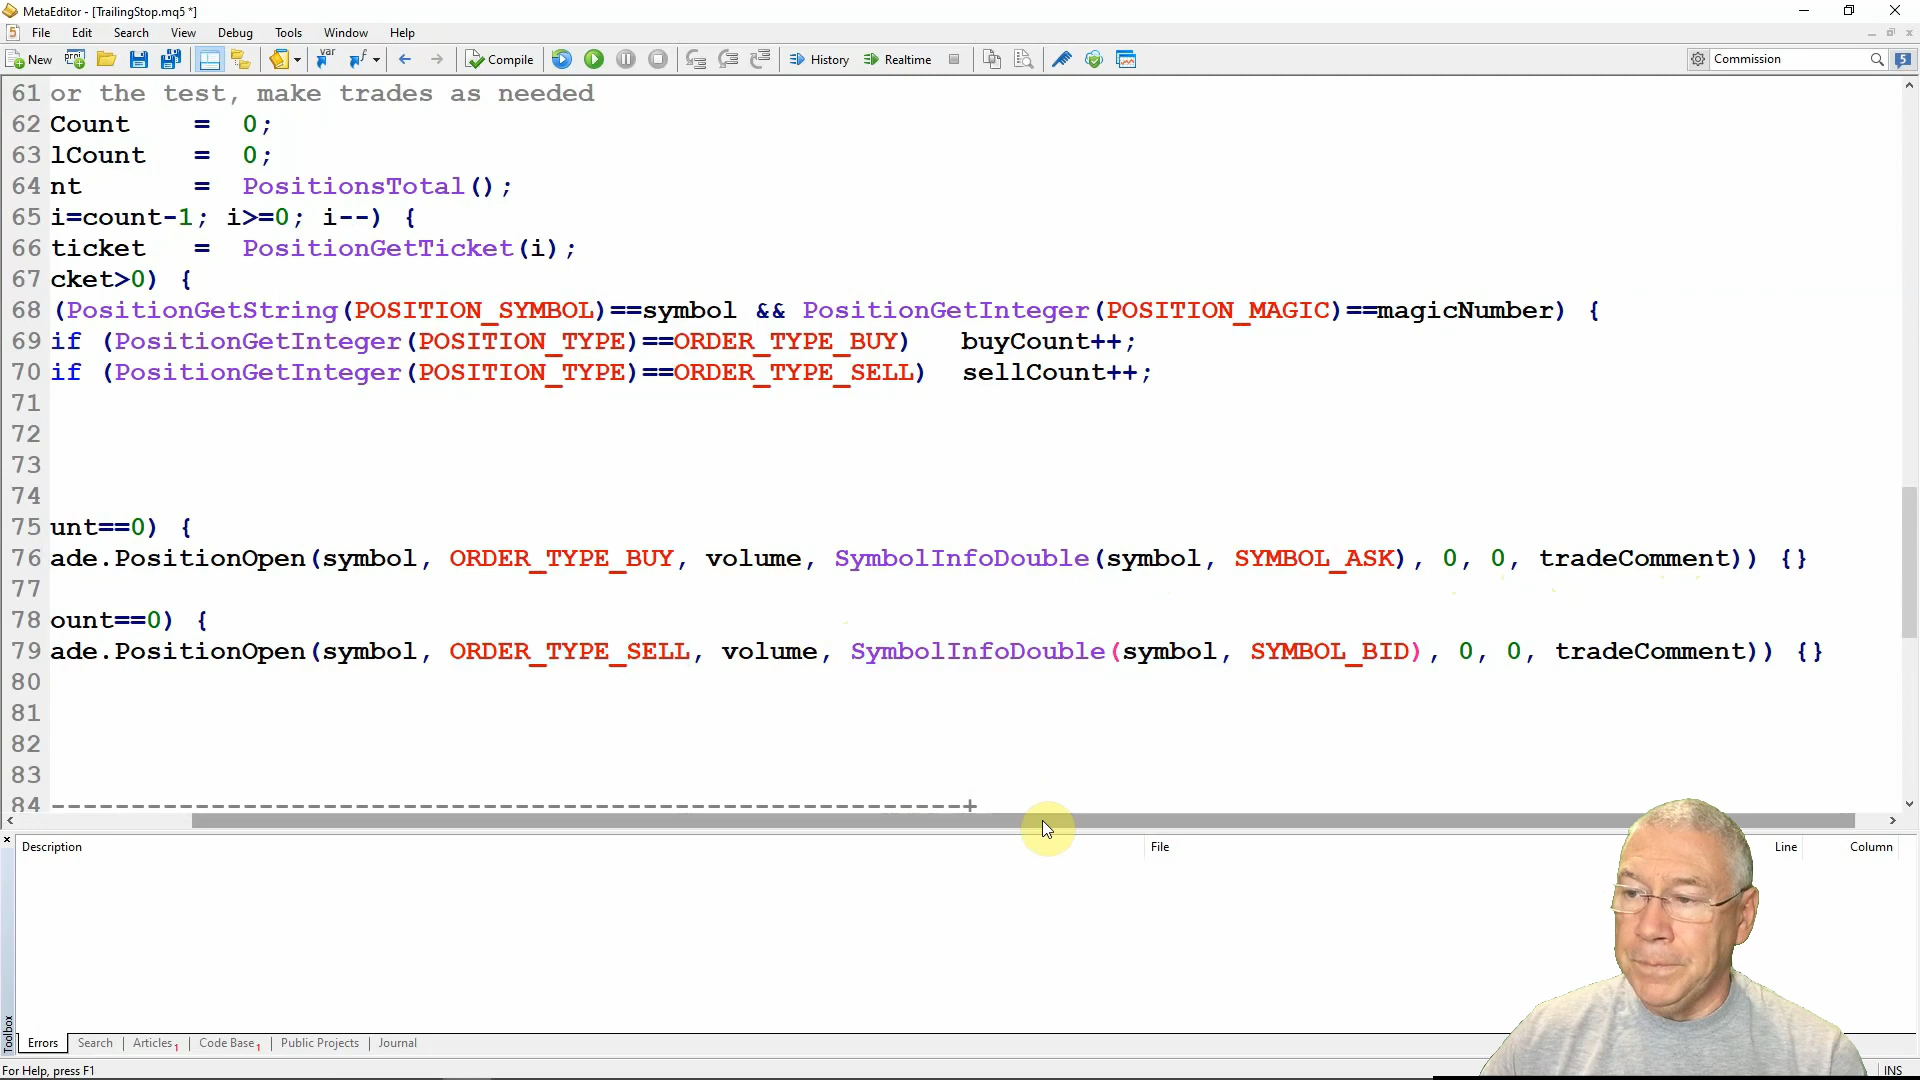 MetaEditor - [TrailingStop.mq5 *]
5 File Edit Search View Debug Tools Window Help
New Compile History Realtime Commission 5
61 or the test, make trades as needed
62 Count = 0;
63 lCount = 0;
64 nt = PositionsTotal();
65 i=count-1; i>=0; i--) {
66 ticket = PositionGetTicket(i);
67 cket>0) {
68 (PositionGetString(POSITION_SYMBOL)==symbol && PositionGetInteger(POSITION_MAGIC)==magicNumber) {
69 if (PositionGetInteger(POSITION_TYPE)==ORDER_TYPE_BUY) buyCount++;
70 if (PositionGetInteger(POSITION_TYPE)==ORDER_TYPE_SELL) sellCount++;
71
72
73
74
75 unt==0) {
76 ade.PositionOpen(symbol, ORDER_TYPE_BUY, volume, SymbolInfoDouble(symbol, SYMBOL_ASK), 0, 0, tradeComment)) {}
77
78 ount==0) {
79 ade.PositionOpen(symbol, ORDER_TYPE_SELL, volume, SymbolInfoDouble(symbol, SYMBOL_BID), 0, 0, tradeComment)) {}
80
81
82
83
84 ----------------------------------------------------------+
Description File Line Column
Toolbox
Errors Search Articles 1 Code Base 1 Public Projects Journal
For Help, press F1 INS